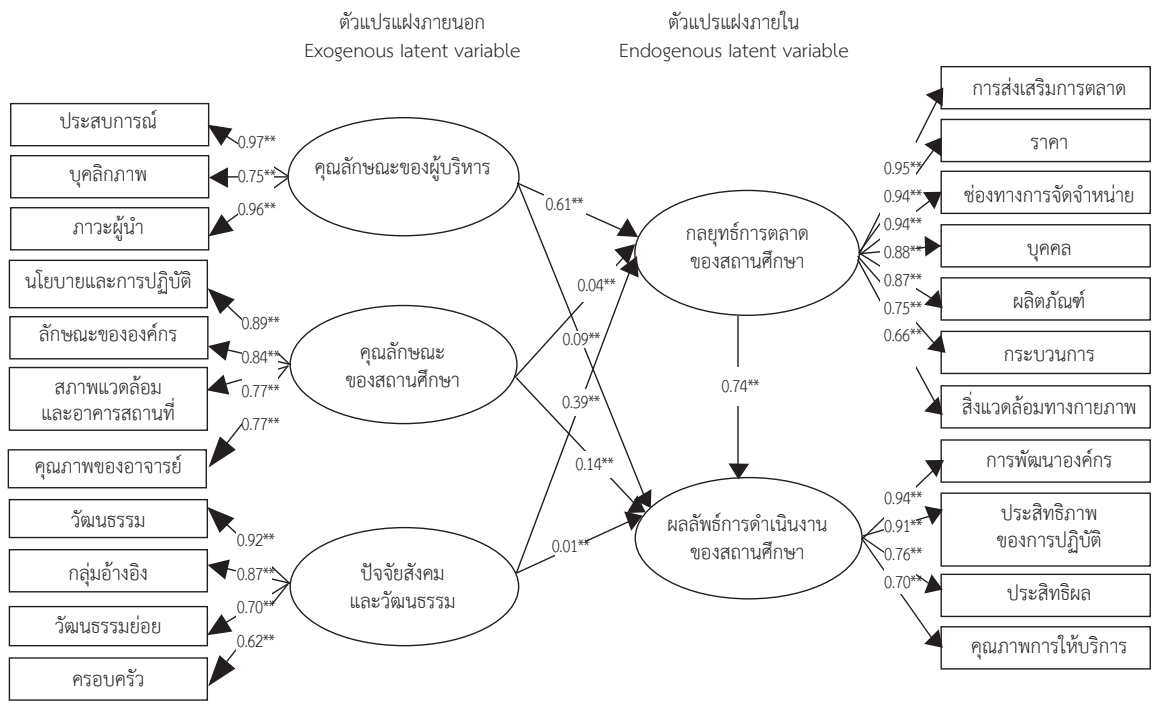 ตัวแปรแฝงภายนอก
Exogenous latent variable
ตัวแปรแฝงภายใน
Endogenous latent variable
ประสบการณ์
บุคลิกภาพ
ภาวะผู้นำ
นโยบายและการปฏิบัติ
ลักษณะขององค์กร
สภาพแวดล้อม
และอาคารสถานที่
คุณภาพของอาจารย์
วัฒนธรรม
กลุ่มอ้างอิง
วัฒนธรรมย่อย
ครอบครัว
0.97**
0.75**
0.96**
0.89**
0.84**
0.77**
0.77**
0.92**
0.87**
0.70**
0.62**
คุณลักษณะของผู้บริหาร
คุณลักษณะ
ของสถานศึกษา
ปัจจัยสังคม
และวัฒนธรรม
0.61**
0.04**
0.09**
0.39**
0.14**
0.01**
กลยุทธ์การตลาด
ของสถานศึกษา
0.74**
ผลลัพธ์การดำเนินงาน
ของสถานศึกษา
0.95**
0.94**
0.94**
0.88**
0.87**
0.75**
0.66**
0.94**
0.91**
0.76**
0.70**
การส่งเสริมการตลาด
ราคา
ช่องทางการจัดจำหน่าย
บุคคล
ผลิตภัณฑ์
กระบวนการ
สิ่งแวดล้อมทางกายภาพ
การพัฒนาองค์กร
ประสิทธิภาพ
ของการปฏิบัติ
ประสิทธิผล
คุณภาพการให้บริการ